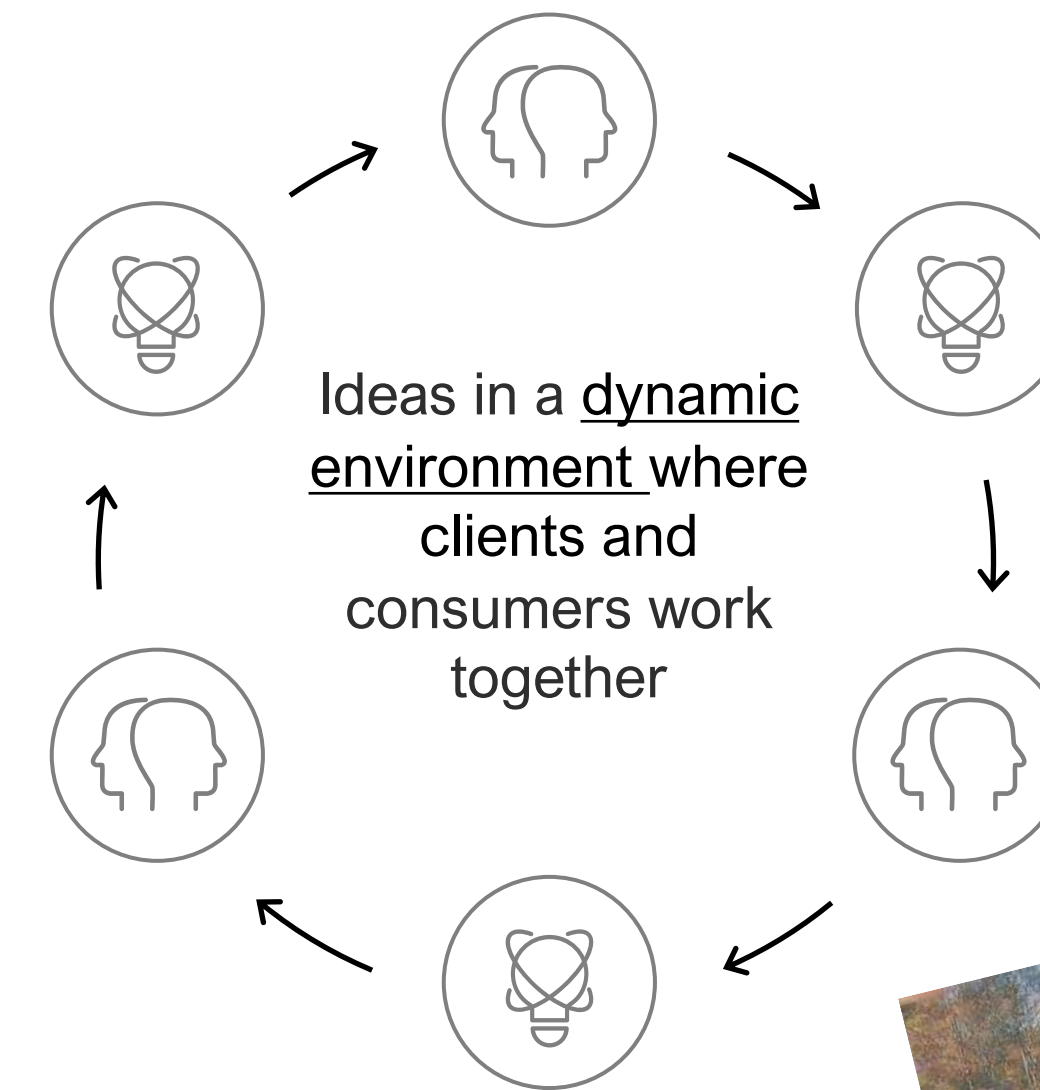 Ideas in a dynamic
environment where
clients and
consumers work
together